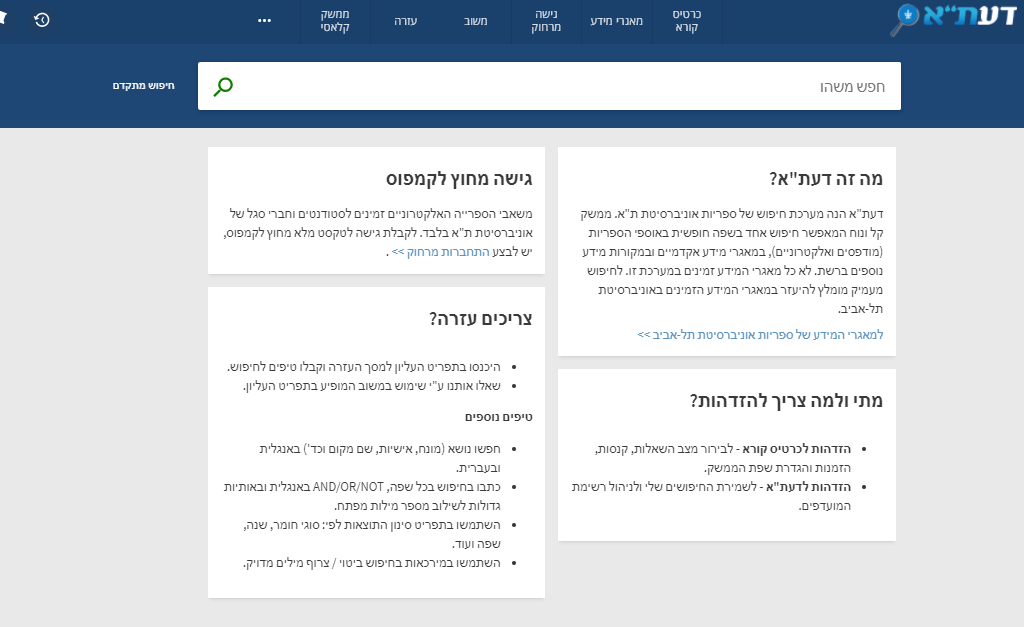 דעת"א
כרטיס
קורא
מאגרי מידע
גישה
מרחוק
משוב
עזרה
ממשק
קלאסי
...
חפש משהו
חיפוש מתקדם
מה זה דעת"א?
דעת"א הנה מערכת חיפוש של ספריות אוניברסיטת ת"א. ממשק
קל ונוח המאפשר חיפוש אחד בשפה חופשית באוספי הספריות
(מודפסים ואלקטרוניים), במאגרי מידע אקדמיים ובמקורות מידע
נוספים ברשת. לא כל מאגרי המידע זמינים במערכת זו. לחיפוש
מעמיק מומלץ להיעזר במאגרי המידע הזמינים באוניברסיטת
תל-אביב.
למאגרי המידע של ספריות אוניברסיטת תל-אביב >>
מתי ולמה צריך להזדהות?
הזדהות לכרטיס קורא - לבירור מצב השאלות, קנסות,
הזמנות והגדרת שפת הממשק.
הזדהות לדעת"א - לשמירת החיפושים שלי ולניהול רשימת
המועדפים.
גישה מחוץ לקמפוס
משאבי הספרייה האלקטרוניים זמינים לסטודנטים וחברי סגל של
אוניברסיטת ת"א בלבד. לקבלת גישה לטקסט מלא מחוץ לקמפוס,
יש לבצע התחברות מרחוק >> .
צריכים עזרה?
היכנסו בתפריט העליון למסך העזרה וקבלו טיפים לחיפוש.
שאלו אותנו ע"י שימוש במשוב המופיע בתפריט העליון.
טיפים נוספים
חפשו נושא (מונח, אישיות, שם מקום וכד') באנגלית
ובעברית.
כתבו בחיפוש בכל שפה, AND/OR/NOT באנגלית ובאותיות
גדולות לשילוב מספר מילות מפתח.
השתמשו בתפריט סינון התוצאות לפי: סוגי חומר, שנה,
שפה ועוד.
השתמשו במירכאות בחיפוש ביטוי / צרוף מילים מדויק.